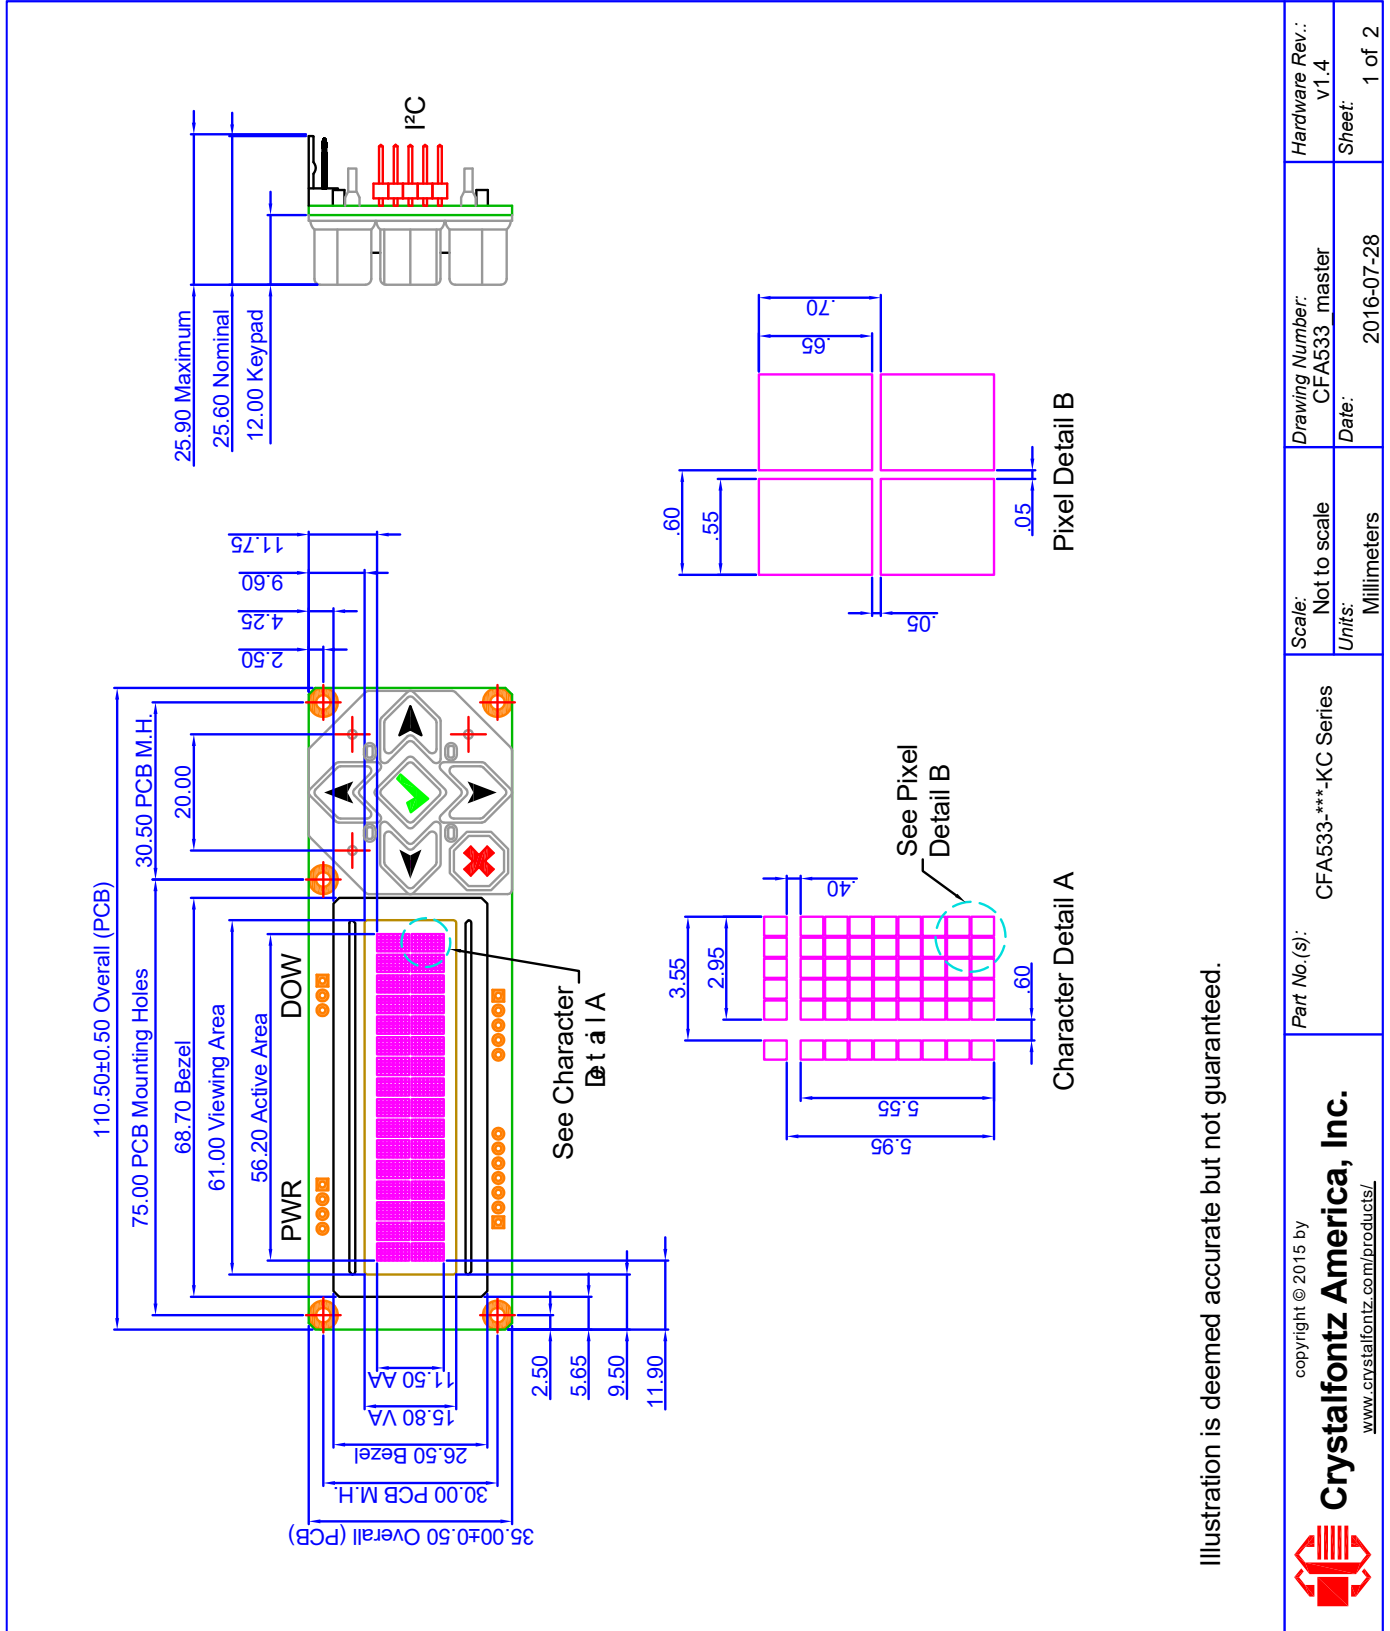 110.50±0.50 Overall (PCB)
75.00 PCB Mounting Holes
30.50 PCB M.H.
68.70 Bezel
20.00
61.00 Viewing Area
56.20 Active Area
PWR
DOW
2.50
4.25
9.60
11.75
35.00±0.50 Overall (PCB)
30.00 PCB M.H.
26.50 Bezel
15.80 VA
11.50 AA
2.50
5.65
9.50
11.90
See Character
Detail A
25.90 Maximum
25.60 Nominal
12.00 Keypad
I²C
3.55
2.95
.40
5.95
5.55
.60
Character Detail A
See Pixel
Detail B
.60
.55
.65
.70
.05
.05
Pixel Detail B
Illustration is deemed accurate but not guaranteed.
copyright © 2015 by
Crystalfontz America, Inc.
www.crystalfontz.com/products/
Part No.(s):
CFA533-***-KC Series
Scale:
Not to scale
Units:
Millimeters
Drawing Number:
CFA533_master
Date:
2016-07-28
Hardware Rev.:
v1.4
Sheet:
1 of 2